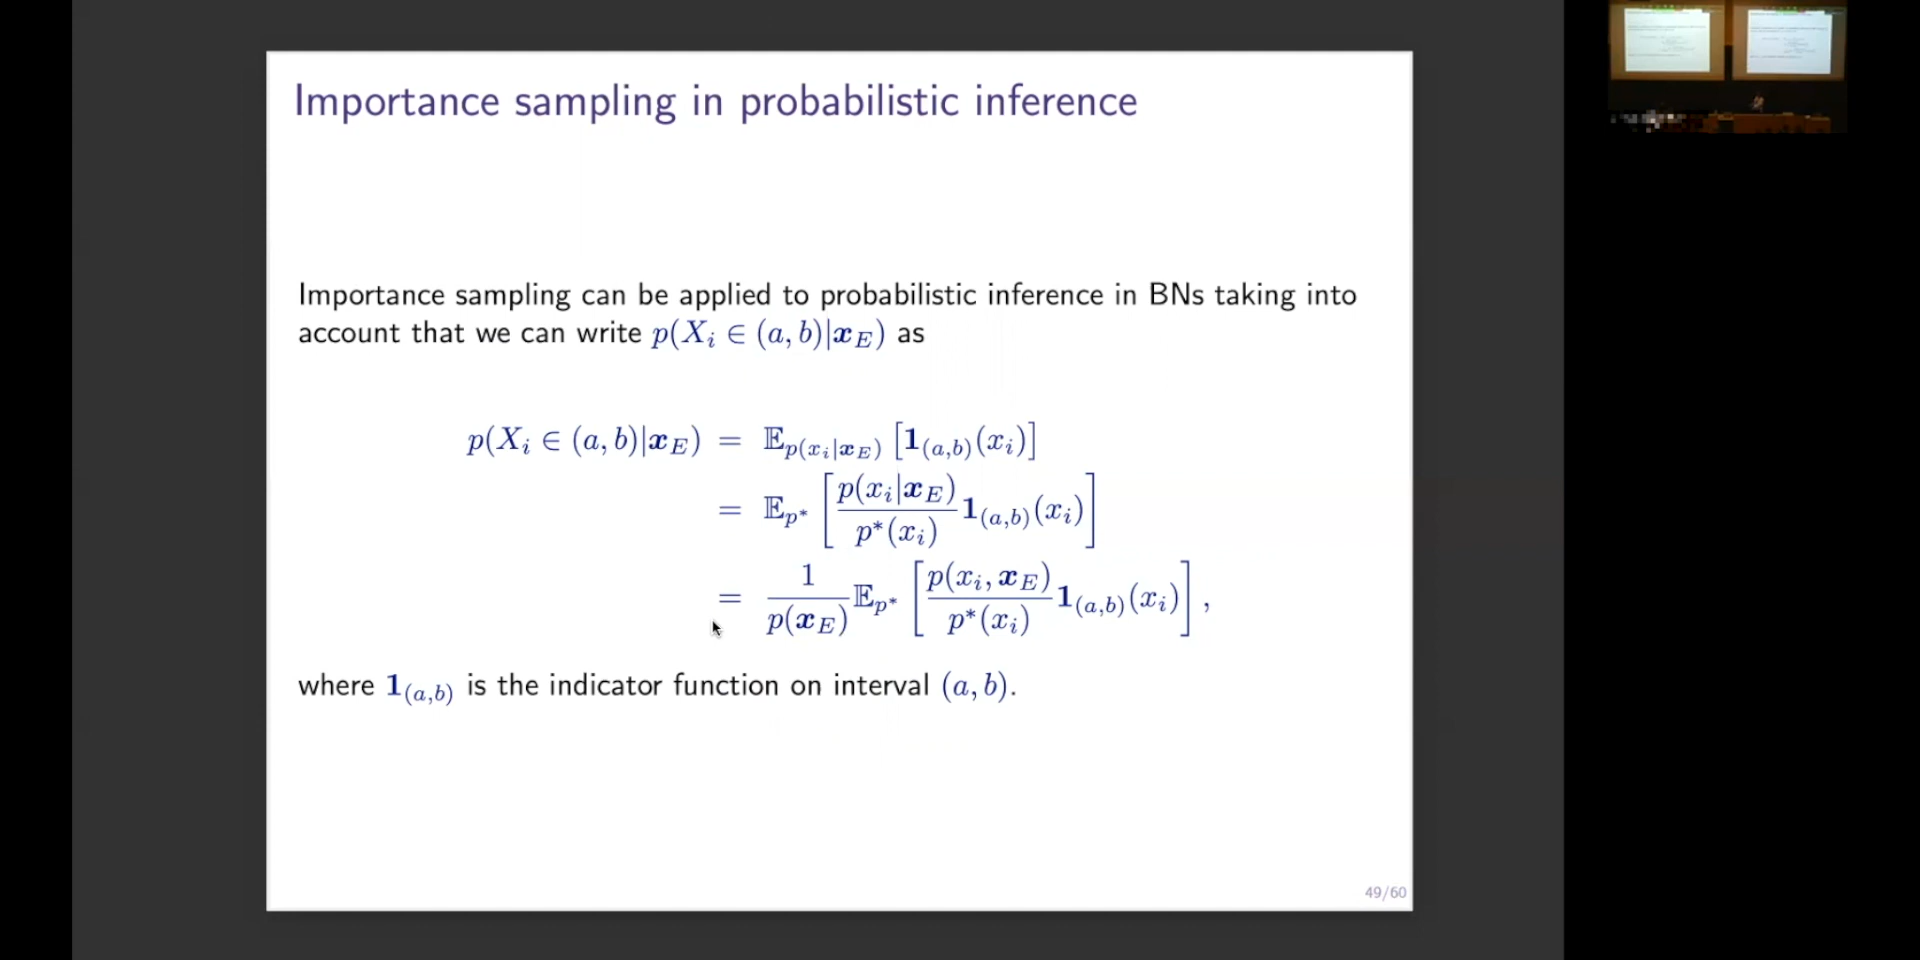 Importance sampling in probabilistic inference
Importance sampling can be applied to probabilistic inference in BNs taking into
account that we can write p(X_i ∈ (a, b)|x_E) as
p(X_i ∈ (a, b)|x_E) = 𝔼_{p(x_i|x_E)} [1_{(a,b)}(x_i)]
= 𝔼_{p*} [ p(x_i|x_E) / p*(x_i) 1_{(a,b)}(x_i) ]
= 1 / p(x_E) 𝔼_{p*} [ p(x_i, x_E) / p*(x_i) 1_{(a,b)}(x_i) ] ,
where 1_{(a,b)} is the indicator function on interval (a, b).
49/60